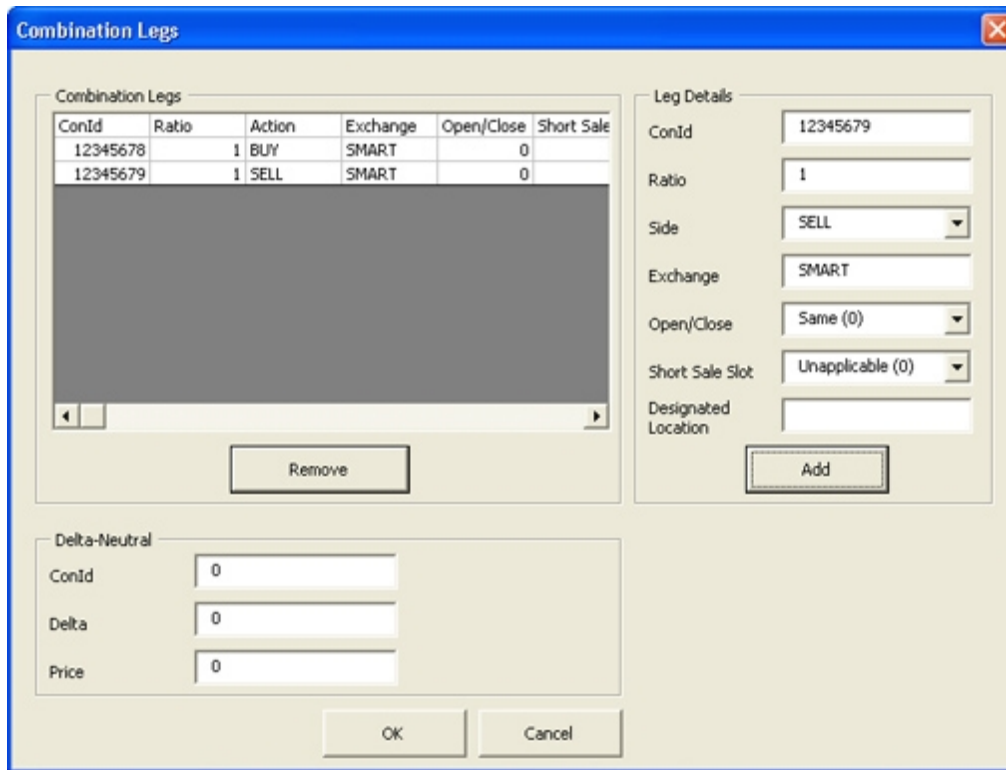 Combination Legs
Combination Legs
ConId Ratio Action Exchange Open/Close Short Sale
12345678 1 BUY SMART 0
12345679 1 SELL SMART 0
Remove
Leg Details
ConId 12345679
Ratio 1
Side SELL
Exchange SMART
Open/Close Same (0)
Short Sale Slot Unapplicable (0)
Designated
Location
Add
Delta-Neutral
ConId 0
Delta 0
Price 0
OK Cancel